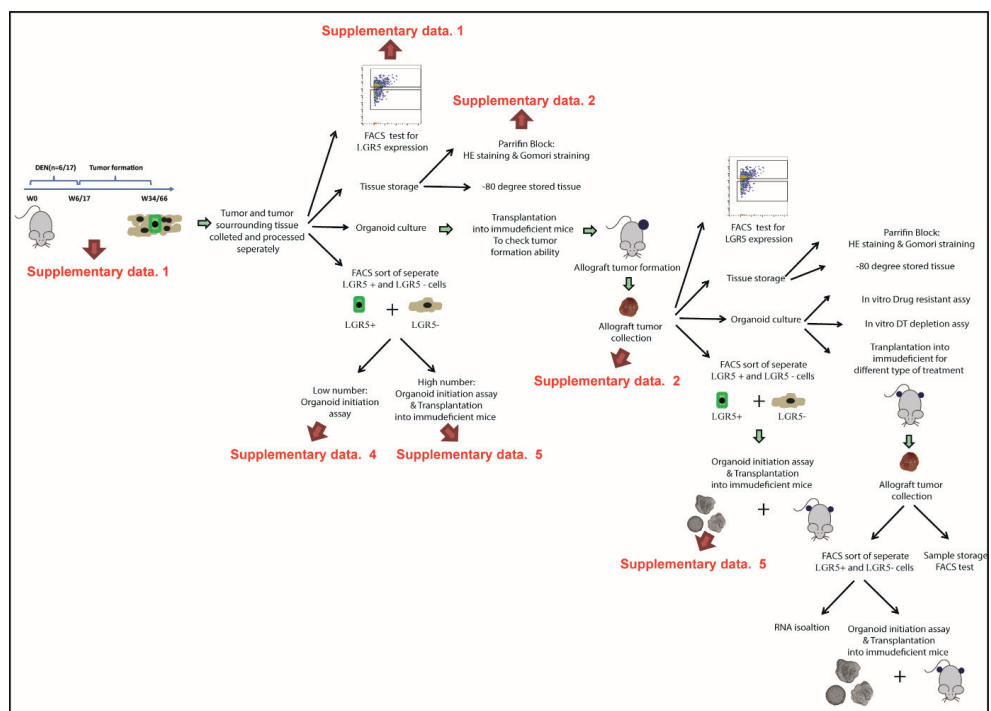 Supplementary data. 1
FACS test for
LGR5 expression
Supplementary data. 2
Parrifin Block:
HE staining & Gomori straining
Tissue storage
-80 degree stored tissue
DEN(n=6/17)
Tumor formation
W0
W6/17
W34/66
Supplementary data. 1
Tumor and tumor
sourrounding tissue
colleted and processed
seperately
Organoid culture
Transplantation
into immudeficient mice
To check tumor
formation ability
FACS sort of seperate
LGR5 + and LGR5 - cells
+
LGR5+
LGR5-
Low number:
Organoid initiation
assay
High number:
Organoid initiation assay
& Transplantation
into immudeficient mices
Supplementary data. 4
Supplementary data. 5
Allograft tumor formation
Allograft tumor
collection
Supplementary data. 2
FACS test for
LGR5 expression
Tissue storage
Parrifin Block:
HE staining & Gomori straining
-80 degree stored tissue
Organoid culture
In vitro Drug resistant assy
In vitro DT depletion assy
Tranplantation into
immudeficient for
different type of treatment
FACS sort of seperate
LGR5 + and LGR5 - cells
+
LGR5+
LGR5-
Organoid initiation assay
& Transplantation
into immudeficient mices
+
Supplementary data. 5
Allograft tumor
collection
FACS sort of seperate
LGR5+ and LGR5- cells
Sample storage
FACS test
RNA isoaltion
Organoid initiation assay
& Transplantation
into immudeficient mice
+